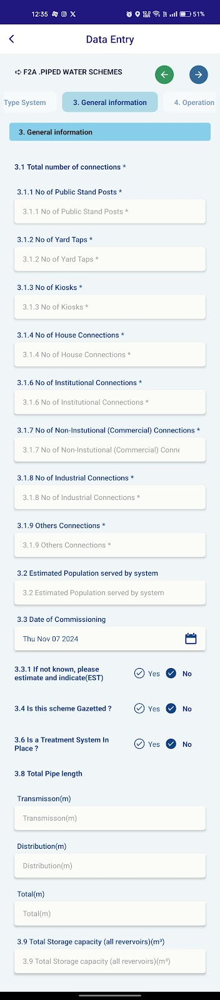 12:35 12.0 KB/S 51%
Data Entry
F2A .PIPED WATER SCHEMES
Type System 3. General information 4. Operation
3. General information
3.1 Total number of connections *
3.1.1 No of Public Stand Posts *
3.1.1 No of Public Stand Posts *
3.1.2 No of Yard Taps *
3.1.2 No of Yard Taps *
3.1.3 No of Kiosks *
3.1.3 No of Kiosks *
3.1.4 No of House Connections *
3.1.4 No of House Connections *
3.1.6 No of Institutional Connections *
3.1.6 No of Institutional Connections *
3.1.7 No of Non-Instutional (Commercial) Connections *
3.1.7 No of Non-Instutional (Commercial) Conne
3.1.8 No of Industrial Connections *
3.1.8 No of Industrial Connections *
3.1.9 Others Connections *
3.1.9 Others Connections *
3.2 Estimated Population served by system
3.2 Estimated Population served by system
3.3 Date of Commissioning
Thu Nov 07 2024
3.3.1 If not known, please
estimate and indicate(EST) Yes No
3.4 Is this scheme Gazetted ? Yes No
3.6 Is a Treatment System In
Place ? Yes No
3.8 Total Pipe length
Transmisson(m)
Transmisson(m)
Distribution(m)
Distribution(m)
Total(m)
Total(m)
3.9 Total Storage capacity (all revervoirs)(m³)
3.9 Total Storage capacity (all revervoirs)(m³)